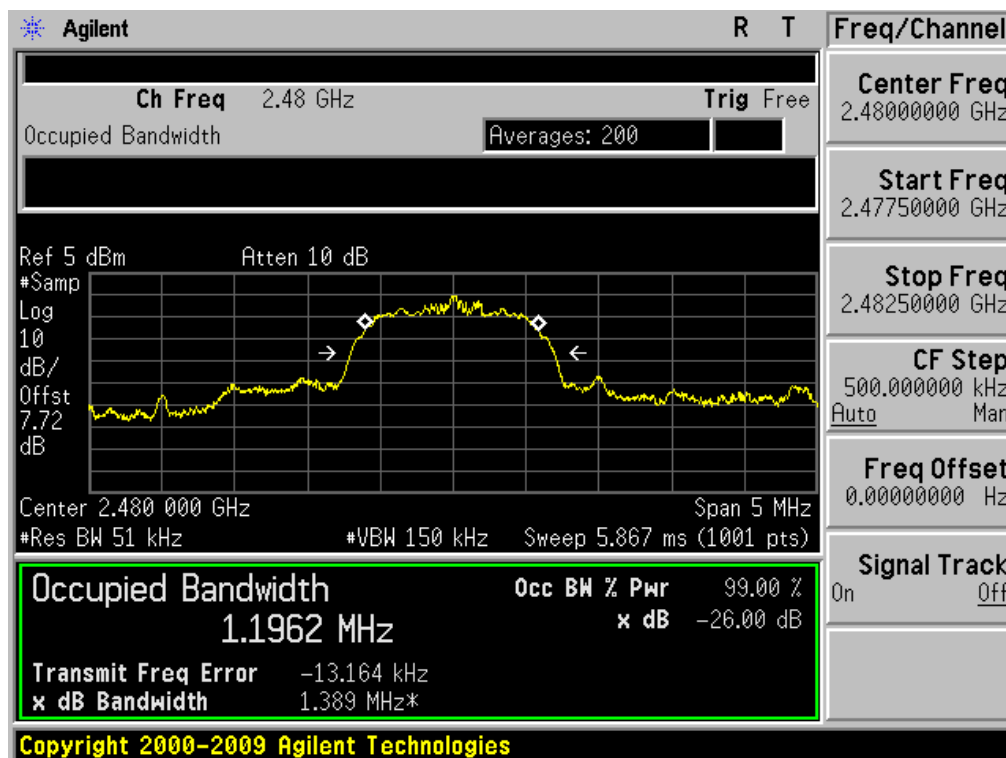 Agilent R T Freq/Channel
Ch Freq 2.48 GHz Trig Free
Occupied Bandwidth Averages: 200
Center Freq
2.48000000 GHz
Start Freq
2.47750000 GHz
Stop Freq
2.48250000 GHz
CF Step
500.000000 kHz
Auto Man
Freq Offset
0.00000000 Hz
Signal Track
On Off
Ref 5 dBm Atten 10 dB
#Samp
Log
10
dB/
Offst
7.72
dB
Center 2.480 000 GHz Span 5 MHz
#Res BW 51 kHz #VBW 150 kHz Sweep 5.867 ms (1001 pts)
Occupied Bandwidth Occ BW % Pwr 99.00 %
1.1962 MHz x dB -26.00 dB
Transmit Freq Error -13.164 kHz
x dB Bandwidth 1.389 MHz*
Copyright 2000-2009 Agilent Technologies